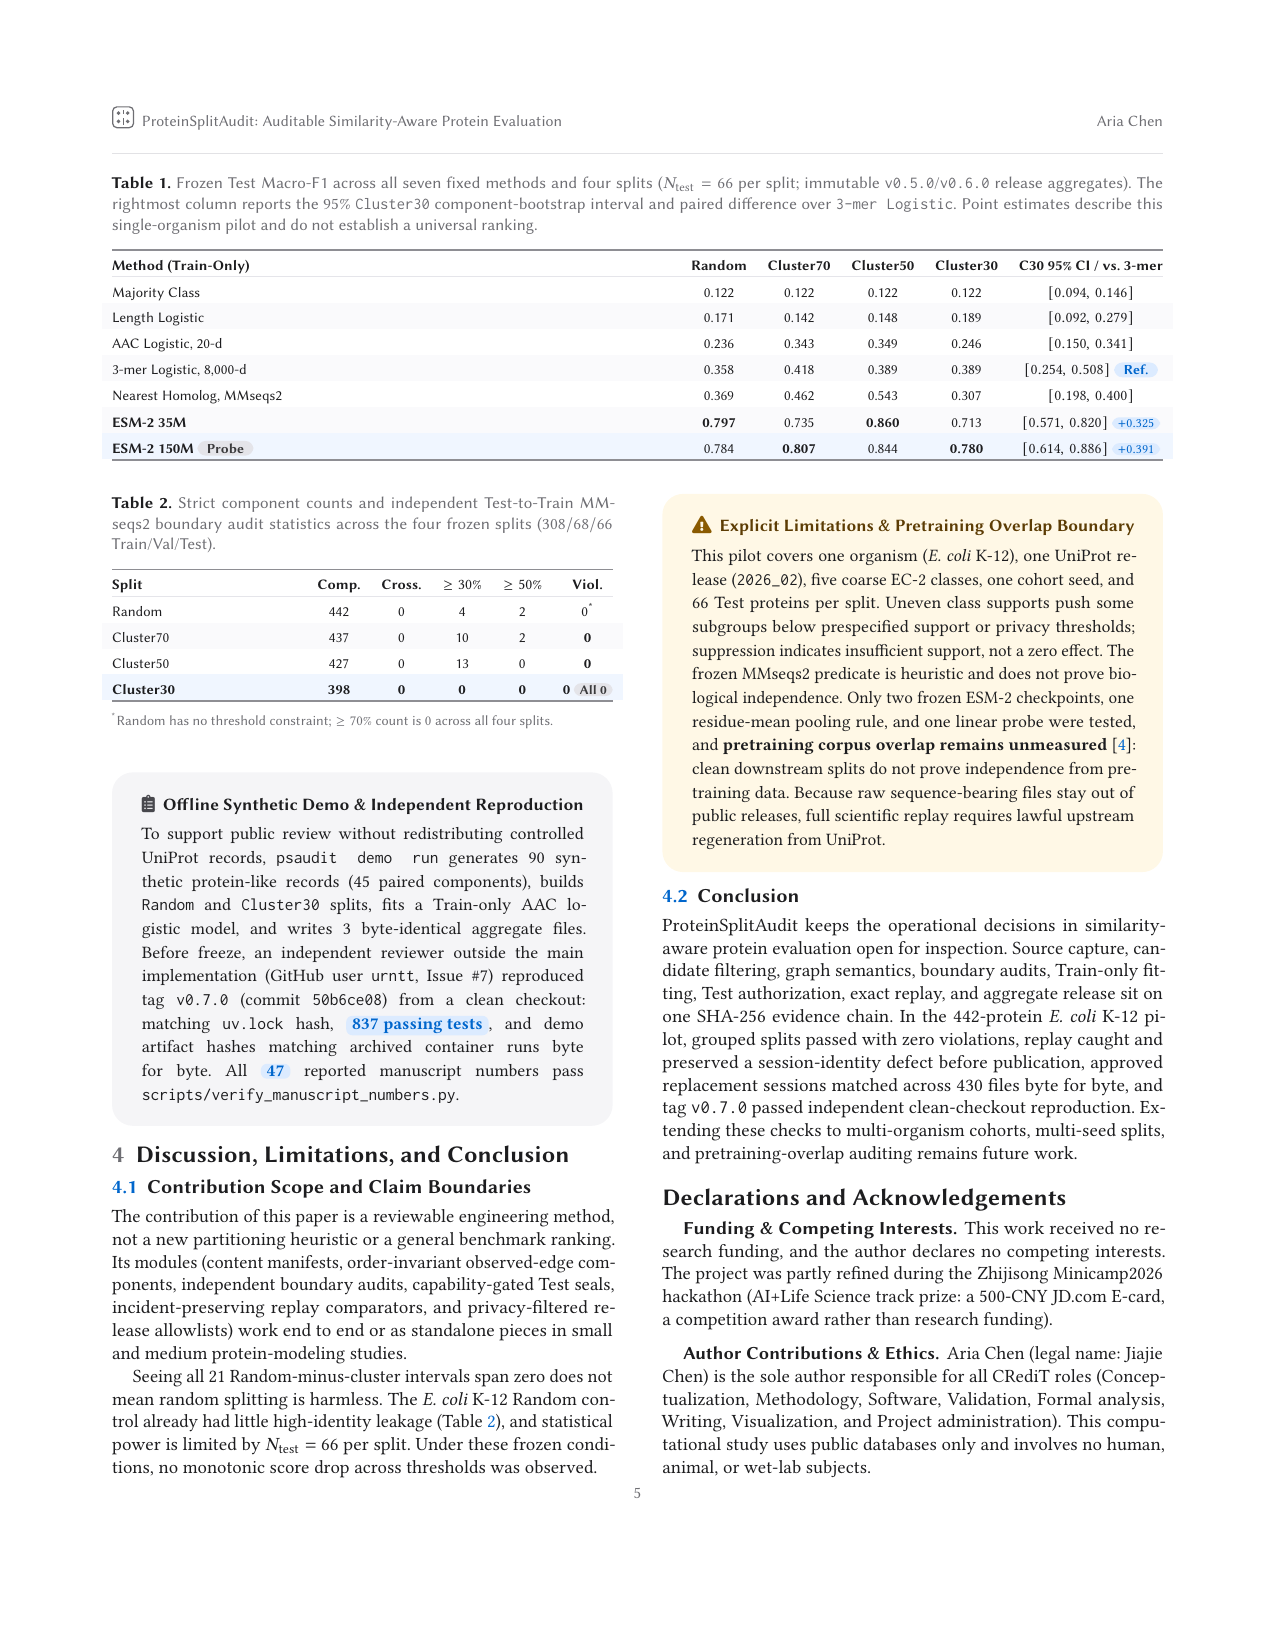 ProteinSplitAudit: Auditable Similarity-Aware Protein Evaluation
Aria Chen
Table 1. Frozen Test Macro-F1 across all seven fixed methods and four splits (N_test = 66 per split; immutable v0.5.0/v0.6.0 release aggregates). The
rightmost column reports the 95% Cluster30 component-bootstrap interval and paired difference over 3-mer Logistic. Point estimates describe this
single-organism pilot and do not establish a universal ranking.
Method (Train-Only) Random Cluster70 Cluster50 Cluster30 C30 95% CI / vs. 3-mer
Majority Class 0.122 0.122 0.122 0.122 [0.094, 0.146]
Length Logistic 0.171 0.142 0.148 0.189 [0.092, 0.279]
AAC Logistic, 20-d 0.236 0.343 0.349 0.246 [0.150, 0.341]
3-mer Logistic, 8,000-d 0.358 0.418 0.389 0.389 [0.254, 0.508] Ref.
Nearest Homolog, MMseqs2 0.369 0.462 0.543 0.307 [0.198, 0.400]
ESM-2 35M 0.797 0.735 0.860 0.713 [0.571, 0.820] +0.325
ESM-2 150M Probe 0.784 0.807 0.844 0.780 [0.614, 0.886] +0.391
Table 2. Strict component counts and independent Test-to-Train MM-
seqs2 boundary audit statistics across the four frozen splits (308/68/66
Train/Val/Test).
Split Comp. Cross. ≥ 30% ≥ 50% Viol.
Random 442 0 4 2 0*
Cluster70 437 0 10 2 0
Cluster50 427 0 13 0 0
Cluster30 398 0 0 0 0 All 0
*Random has no threshold constraint; ≥ 70% count is 0 across all four splits.
Offline Synthetic Demo & Independent Reproduction
To support public review without redistributing controlled
UniProt records, psaudit demo run generates 90 syn-
thetic protein-like records (45 paired components), builds
Random and Cluster30 splits, fits a Train-only AAC lo-
gistic model, and writes 3 byte-identical aggregate files.
Before freeze, an independent reviewer outside the main
implementation (GitHub user urntt, Issue #7) reproduced
tag v0.7.0 (commit 50b6ce08) from a clean checkout:
matching uv.lock hash, 837 passing tests, and demo
artifact hashes matching archived container runs byte
for byte. All 47 reported manuscript numbers pass
scripts/verify_manuscript_numbers.py.
4 Discussion, Limitations, and Conclusion
4.1 Contribution Scope and Claim Boundaries
The contribution of this paper is a reviewable engineering method,
not a new partitioning heuristic or a general benchmark ranking.
Its modules (content manifests, order-invariant observed-edge com-
ponents, independent boundary audits, capability-gated Test seals,
incident-preserving replay comparators, and privacy-filtered re-
lease allowlists) work end to end or as standalone pieces in small
and medium protein-modeling studies.
Seeing all 21 Random-minus-cluster intervals span zero does not
mean random splitting is harmless. The E. coli K-12 Random con-
trol already had little high-identity leakage (Table 2), and statistical
power is limited by N_test = 66 per split. Under these frozen condi-
tions, no monotonic score drop across thresholds was observed.
Explicit Limitations & Pretraining Overlap Boundary
This pilot covers one organism (E. coli K-12), one UniProt re-
lease (2026_02), five coarse EC-2 classes, one cohort seed, and
66 Test proteins per split. Uneven class supports push some
subgroups below prespecified support or privacy thresholds;
suppression indicates insufficient support, not a zero effect. The
frozen MMseqs2 predicate is heuristic and does not prove bio-
logical independence. Only two frozen ESM-2 checkpoints, one
residue-mean pooling rule, and one linear probe were tested,
and pretraining corpus overlap remains unmeasured [4]:
clean downstream splits do not prove independence from pre-
training data. Because raw sequence-bearing files stay out of
public releases, full scientific replay requires lawful upstream
regeneration from UniProt.
4.2 Conclusion
ProteinSplitAudit keeps the operational decisions in similarity-
aware protein evaluation open for inspection. Source capture, can-
didate filtering, graph semantics, boundary audits, Train-only fit-
ting, Test authorization, exact replay, and aggregate release sit on
one SHA-256 evidence chain. In the 442-protein E. coli K-12 pi-
lot, grouped splits passed with zero violations, replay caught and
preserved a session-identity defect before publication, approved
replacement sessions matched across 430 files byte for byte, and
tag v0.7.0 passed independent clean-checkout reproduction. Ex-
tending these checks to multi-organism cohorts, multi-seed splits,
and pretraining-overlap auditing remains future work.
Declarations and Acknowledgements
Funding & Competing Interests. This work received no re-
search funding, and the author declares no competing interests.
The project was partly refined during the Zhijisong Minicamp2026
hackathon (AI+Life Science track prize: a 500-CNY JD.com E-card,
a competition award rather than research funding).
Author Contributions & Ethics. Aria Chen (legal name: Jiajie
Chen) is the sole author responsible for all CRediT roles (Concep-
tualization, Methodology, Software, Validation, Formal analysis,
Writing, Visualization, and Project administration). This compu-
tational study uses public databases only and involves no human,
animal, or wet-lab subjects.
5